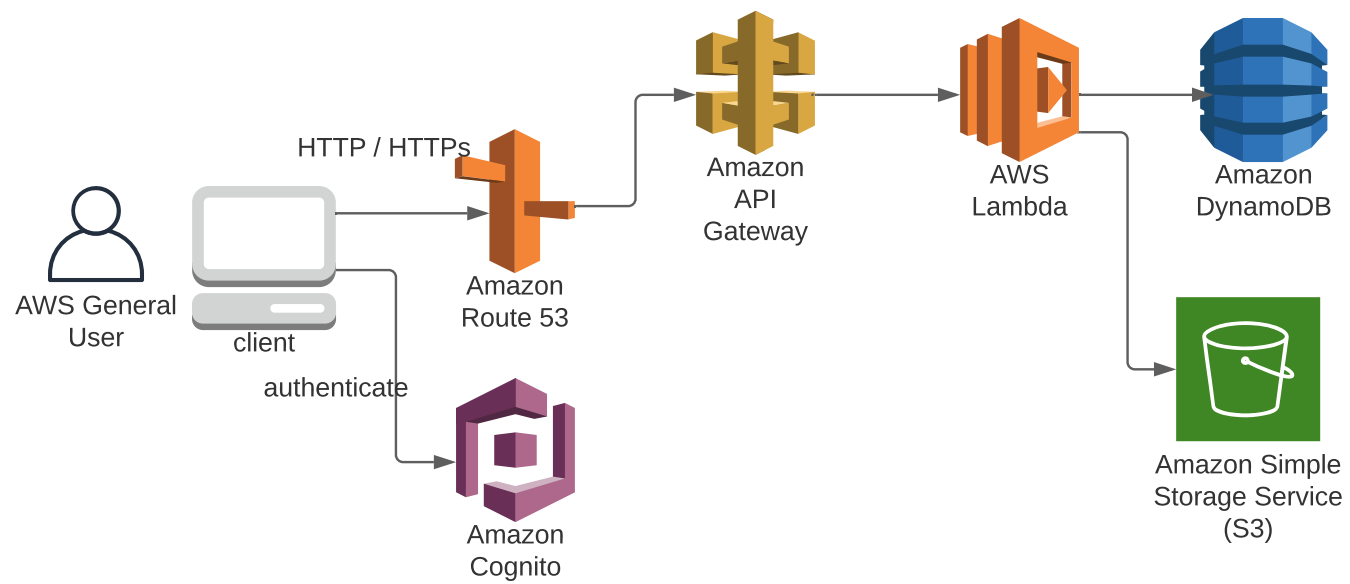 HTTP / HTTPs
AWS General
User
client
authenticate
Amazon
Route 53
Amazon
Cognito
Amazon
API
Gateway
AWS
Lambda
Amazon
DynamoDB
Amazon Simple
Storage Service
(S3)